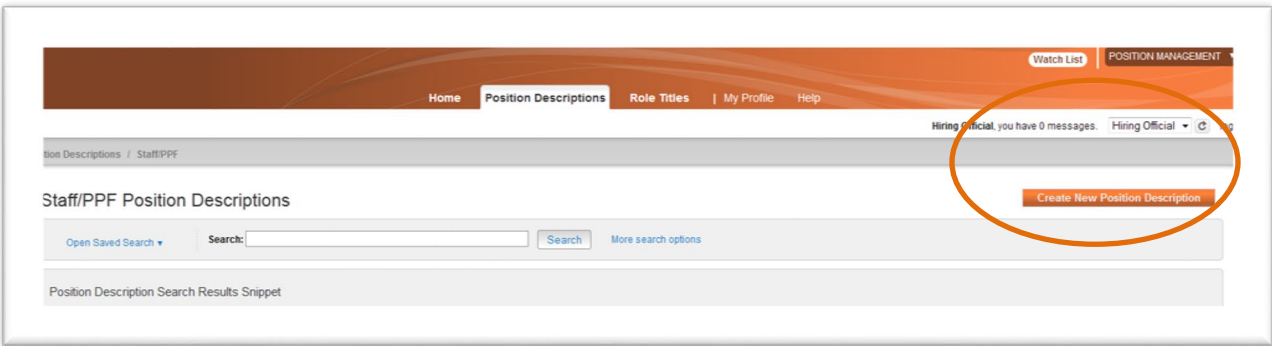 Watch List POSITION MANAGEMENT
Home Position Descriptions Role Titles | My Profile Help
Hiring Official, you have 0 messages. Hiring Official
tion Descriptions / Staff/PPF
Staff/PPF Position Descriptions Create New Position Description
Open Saved Search Search: Search More search options
Position Description Search Results Snippet